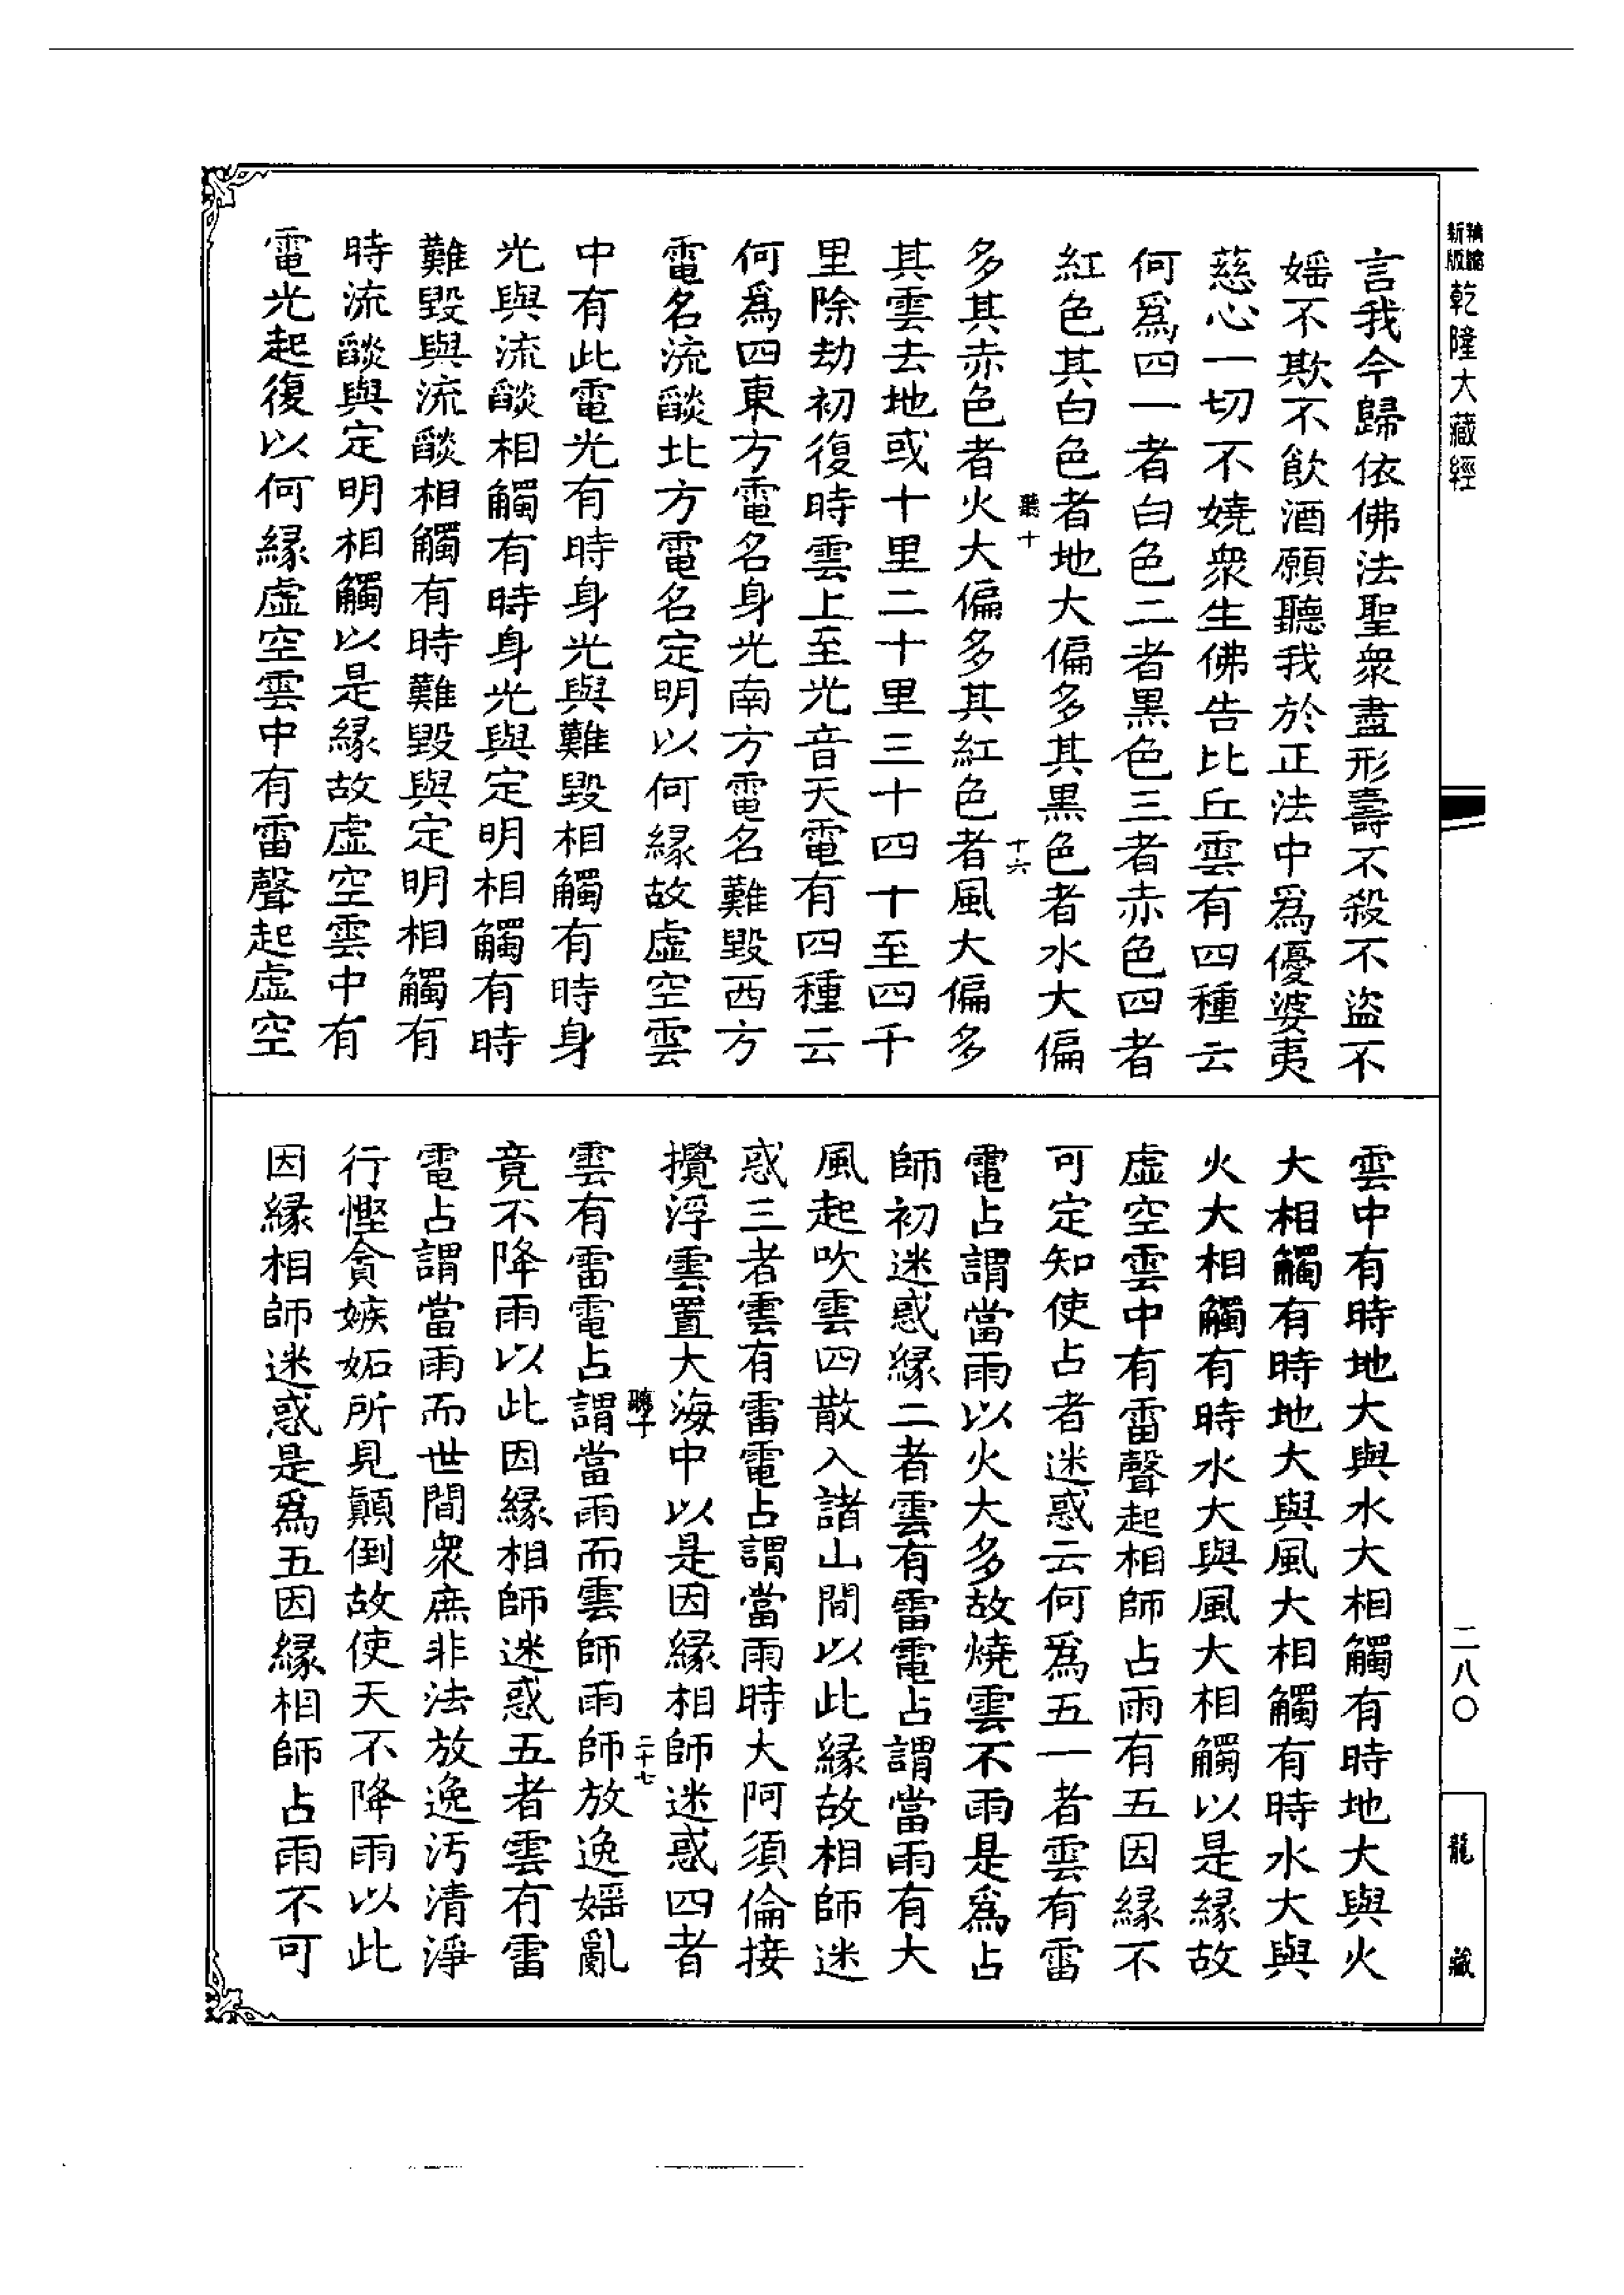 新版精縮
乾隆大藏經
二八〇
龍藏
言我今歸依佛法聖衆盡形壽不殺不盜不
婬不欺不飲酒願聽我於正法中爲優婆夷
慈心一切不嬈衆生佛告比丘雲有四種云
何爲四一者白色二者黑色三者赤色四者
紅色其白色者地大偏多其黑色者水大偏
聽十
十六
多其赤色者火大偏多其紅色者風大偏多
其雲去地或十里二十里三十四十至四千
里除劫初復時雲上至光音天電有四種云
何爲四東方電名身光南方電名難毀西方
電名流燄北方電名定明以何緣故虛空雲
中有此電光有時身光與難毀相觸有時身
光與流燄相觸有時身光與定明相觸有時
難毀與流燄相觸有時難毀與定明相觸有
時流燄與定明相觸以是緣故虛空雲中有
電光起復以何緣虛空雲中有雷聲起虛空
雲中有時地大與水大相觸有時地大與火
大相觸有時地大與風大相觸有時水大與
火大相觸有時水大與風大相觸以是緣故
虛空雲中有雷聲起相師占雨有五因緣不
可定知使占者迷惑云何爲五一者雲有雷
電占謂當雨以火大多故燒雲不雨是爲占
師初迷惑緣二者雲有雷電占謂當雨有大
風起吹雲四散入諸山間以此緣故相師迷
惑三者雲有雷電占謂當雨時大阿須倫接
攬浮雲置大海中以是因緣相師迷惑四者
聽十
二十七
雲有雷電占謂當雨而雲師雨師放逸婬亂
竟不降雨以此因緣相師迷惑五者雲有雷
電占謂當雨而世間衆庶非法放逸污清淨
行慳貪嫉妬所見顛倒故使天不降雨以此
因緣相師迷惑是爲五因緣相師占雨不可